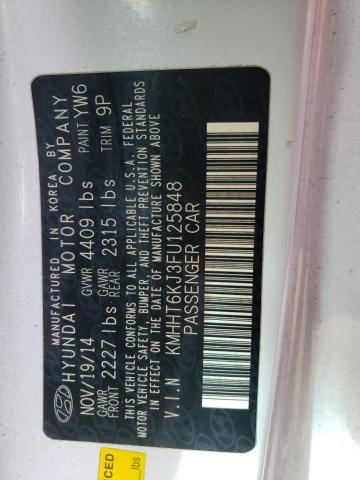 MANUFACTURED IN KOREA BY
HYUNDAI MOTOR COMPANY
NOV/19/14 GVWR 4409 lbs PAINT YW6
GAWR FRONT 2227 lbs GAWR REAR 2315 lbs TRIM 9P
THIS VEHICLE CONFORMS TO ALL APPLICABLE U.S.A. FEDERAL
MOTOR VEHICLE SAFETY, BUMPER, AND THEFT PREVENTION STANDARDS
IN EFFECT ON THE DATE OF MANUFACTURE SHOWN ABOVE
V.I.N KMHHT6KJ3FU125848
PASSENGER CAR
NCED
lbs